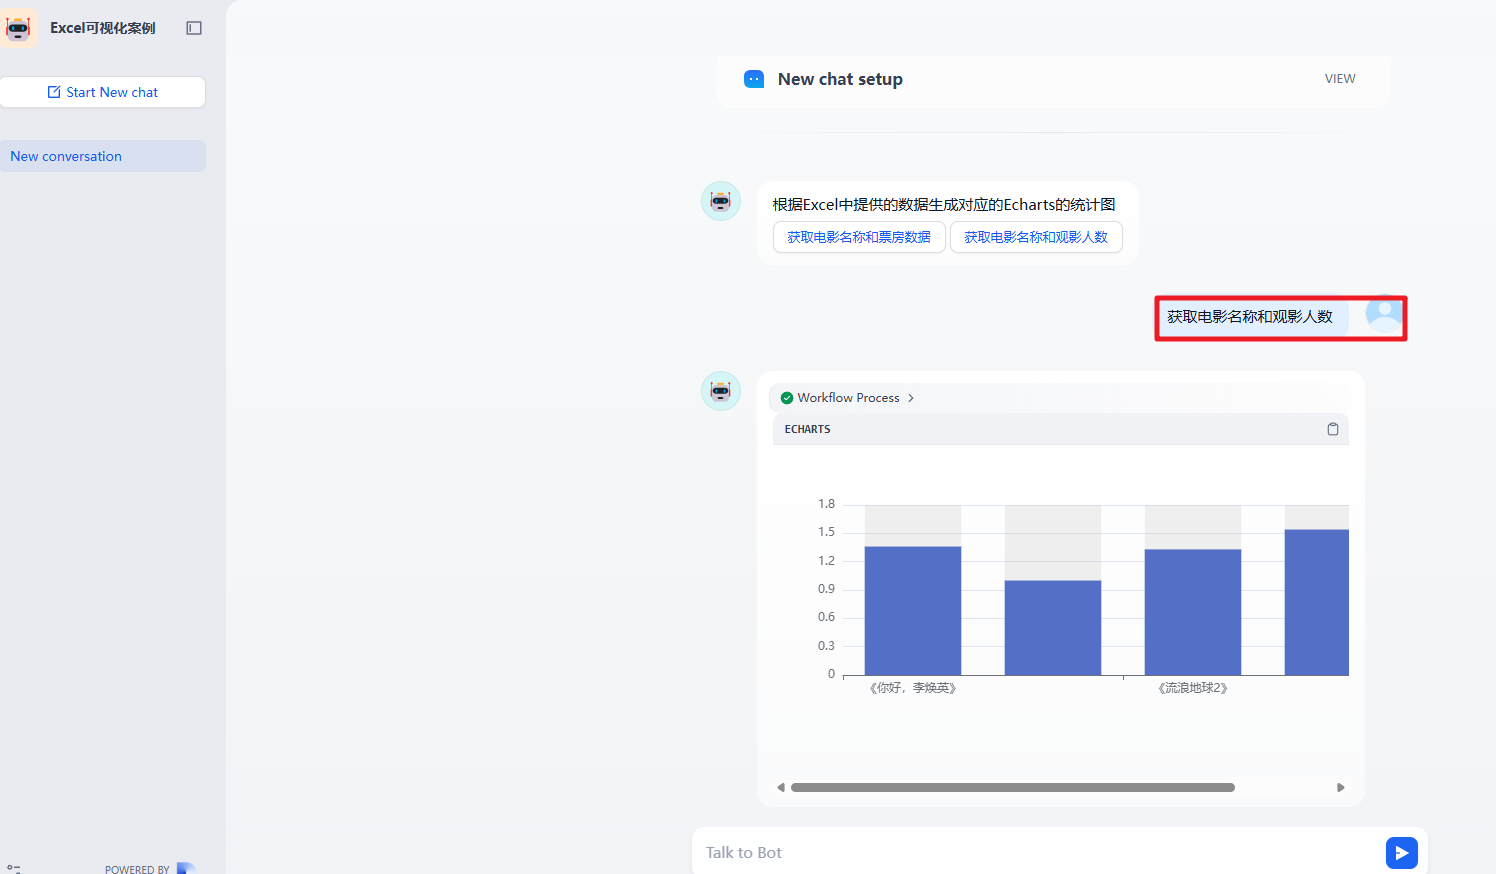 Excel可视化案例
Start New chat
New conversation
New chat setup
VIEW
根据Excel中提供的数据生成对应的Echarts的统计图
获取电影名称和票房数据 获取电影名称和观影人数
获取电影名称和观影人数
Workflow Process
ECHARTS
1.8
1.5
1.2
0.9
0.6
0.3
0
《你好，李焕英》 《流浪地球2》
Talk to Bot
POWERED BY